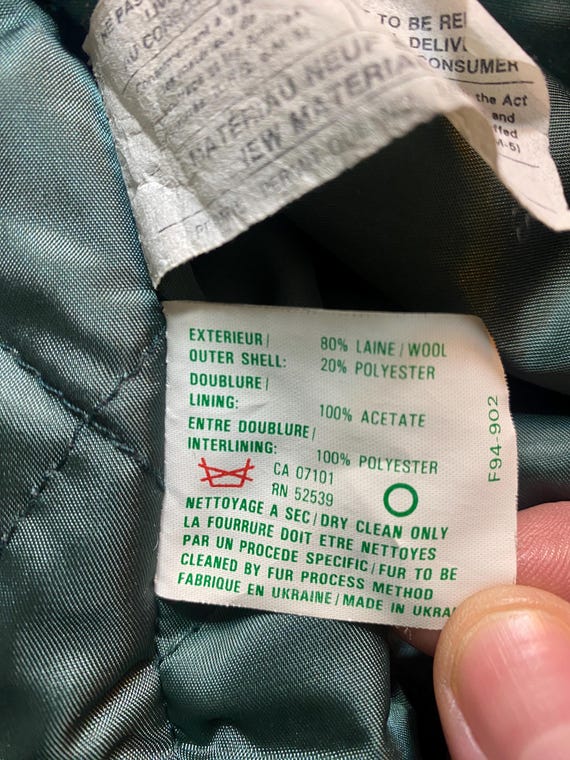 TO BE
DELIV
CONSUMER
the Act
and
MATERIAU NEUF
NEW MATERIAL
EXTERIEUR/ 80% LAINE/WOOL
OUTER SHELL: 20% POLYESTER
DOUBLURE/
LINING: 100% ACETATE
ENTRE DOUBLURE/
INTERLINING: 100% POLYESTER
CA 07101
RN 52539
NETTOYAGE A SEC/DRY CLEAN ONLY
LA FOURRURE DOIT ETRE NETTOYES
PAR UN PROCEDE SPECIFIC/FUR TO BE
CLEANED BY FUR PROCESS METHOD
FABRIQUE EN UKRAINE/MADE IN UKRA
F94-902